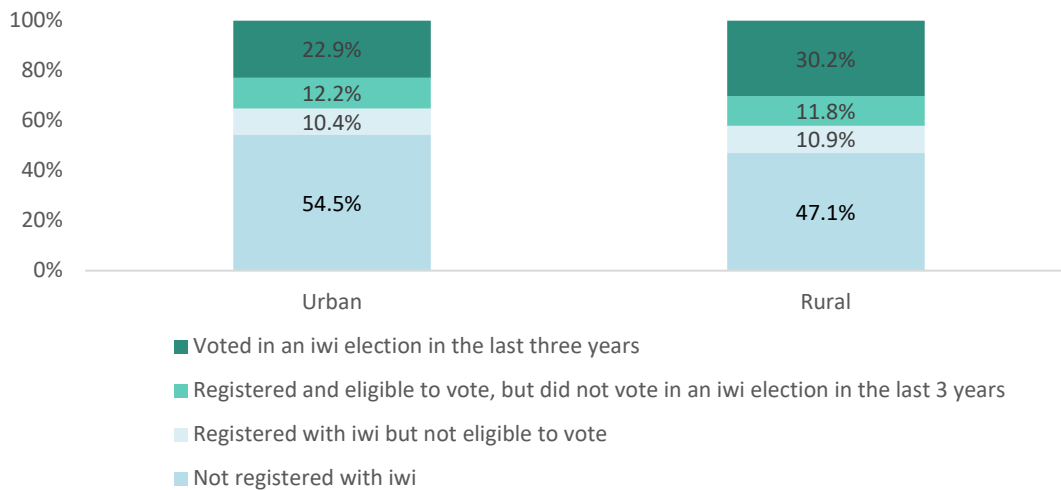 100%
80%
60%
40%
20%
0%
22.9%
12.2%
10.4%
54.5%
30.2%
11.8%
10.9%
47.1%
Urban
Rural
Voted in an iwi election in the last three years
Registered and eligible to vote, but did not vote in an iwi election in the last 3 years
Registered with iwi but not eligible to vote
Not registered with iwi